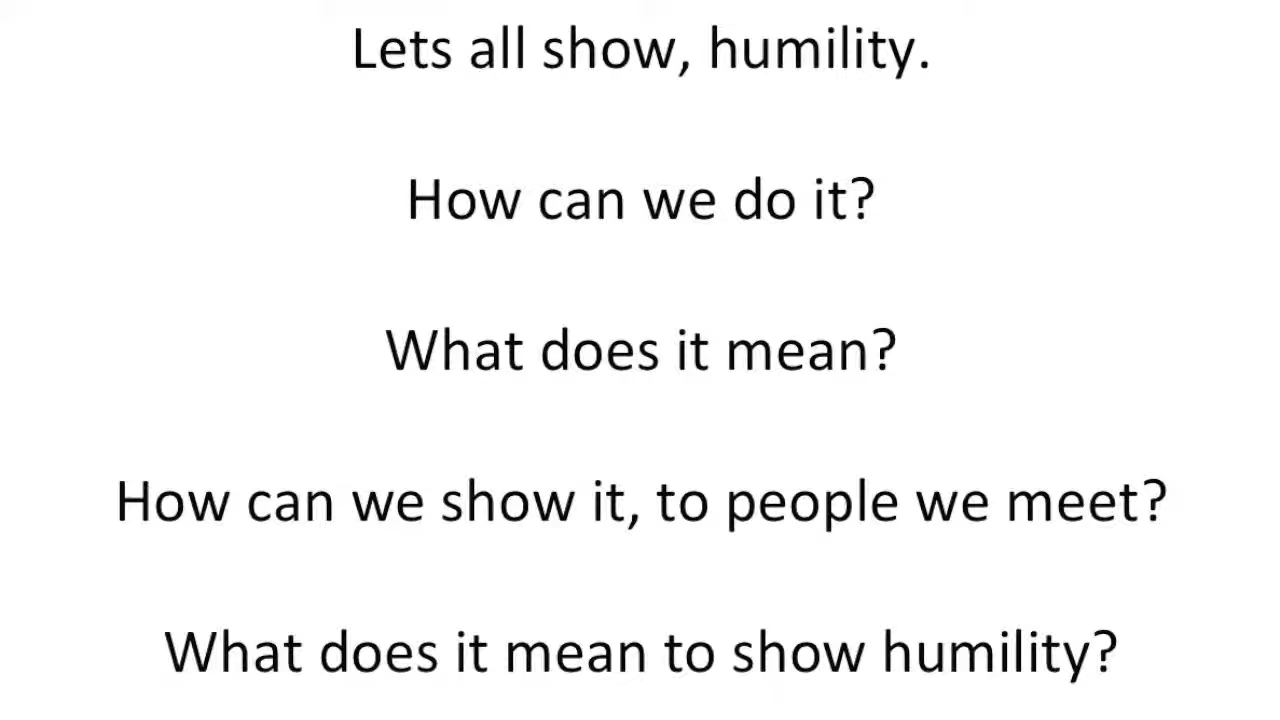 Lets all show, humility.
How can we do it?
What does it mean?
How can we show it, to people we meet?
What does it mean to show humility?